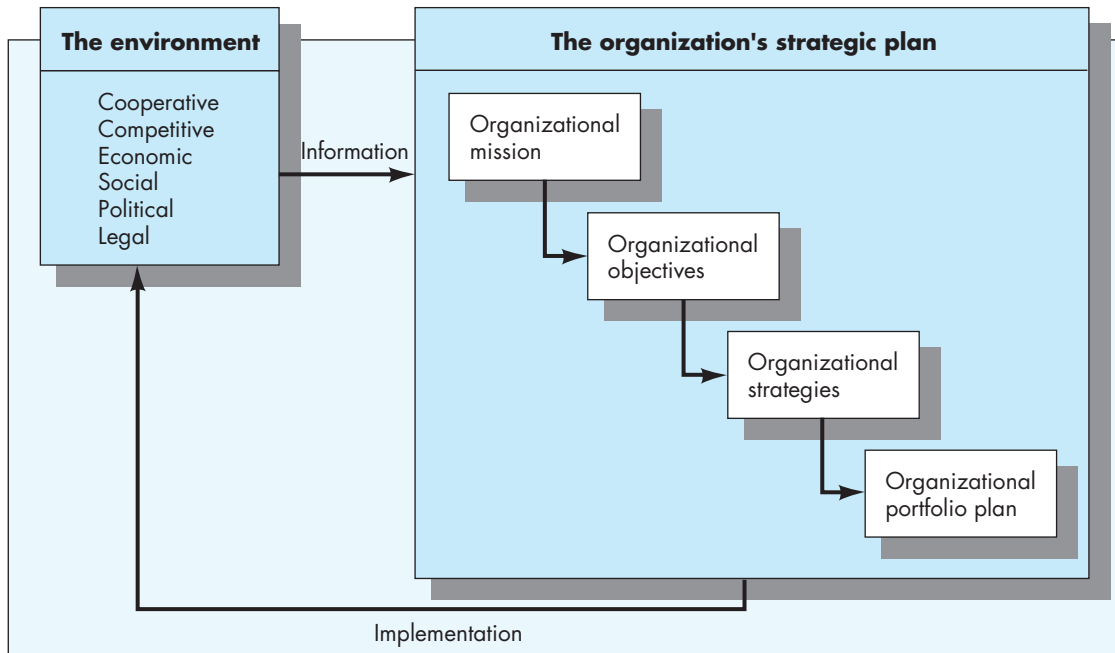 The environment
Cooperative
Competitive
Economic
Social
Political
Legal
Information
The organization's strategic plan
Organizational
mission
Organizational
objectives
Organizational
strategies
Organizational
portfolio plan
Implementation